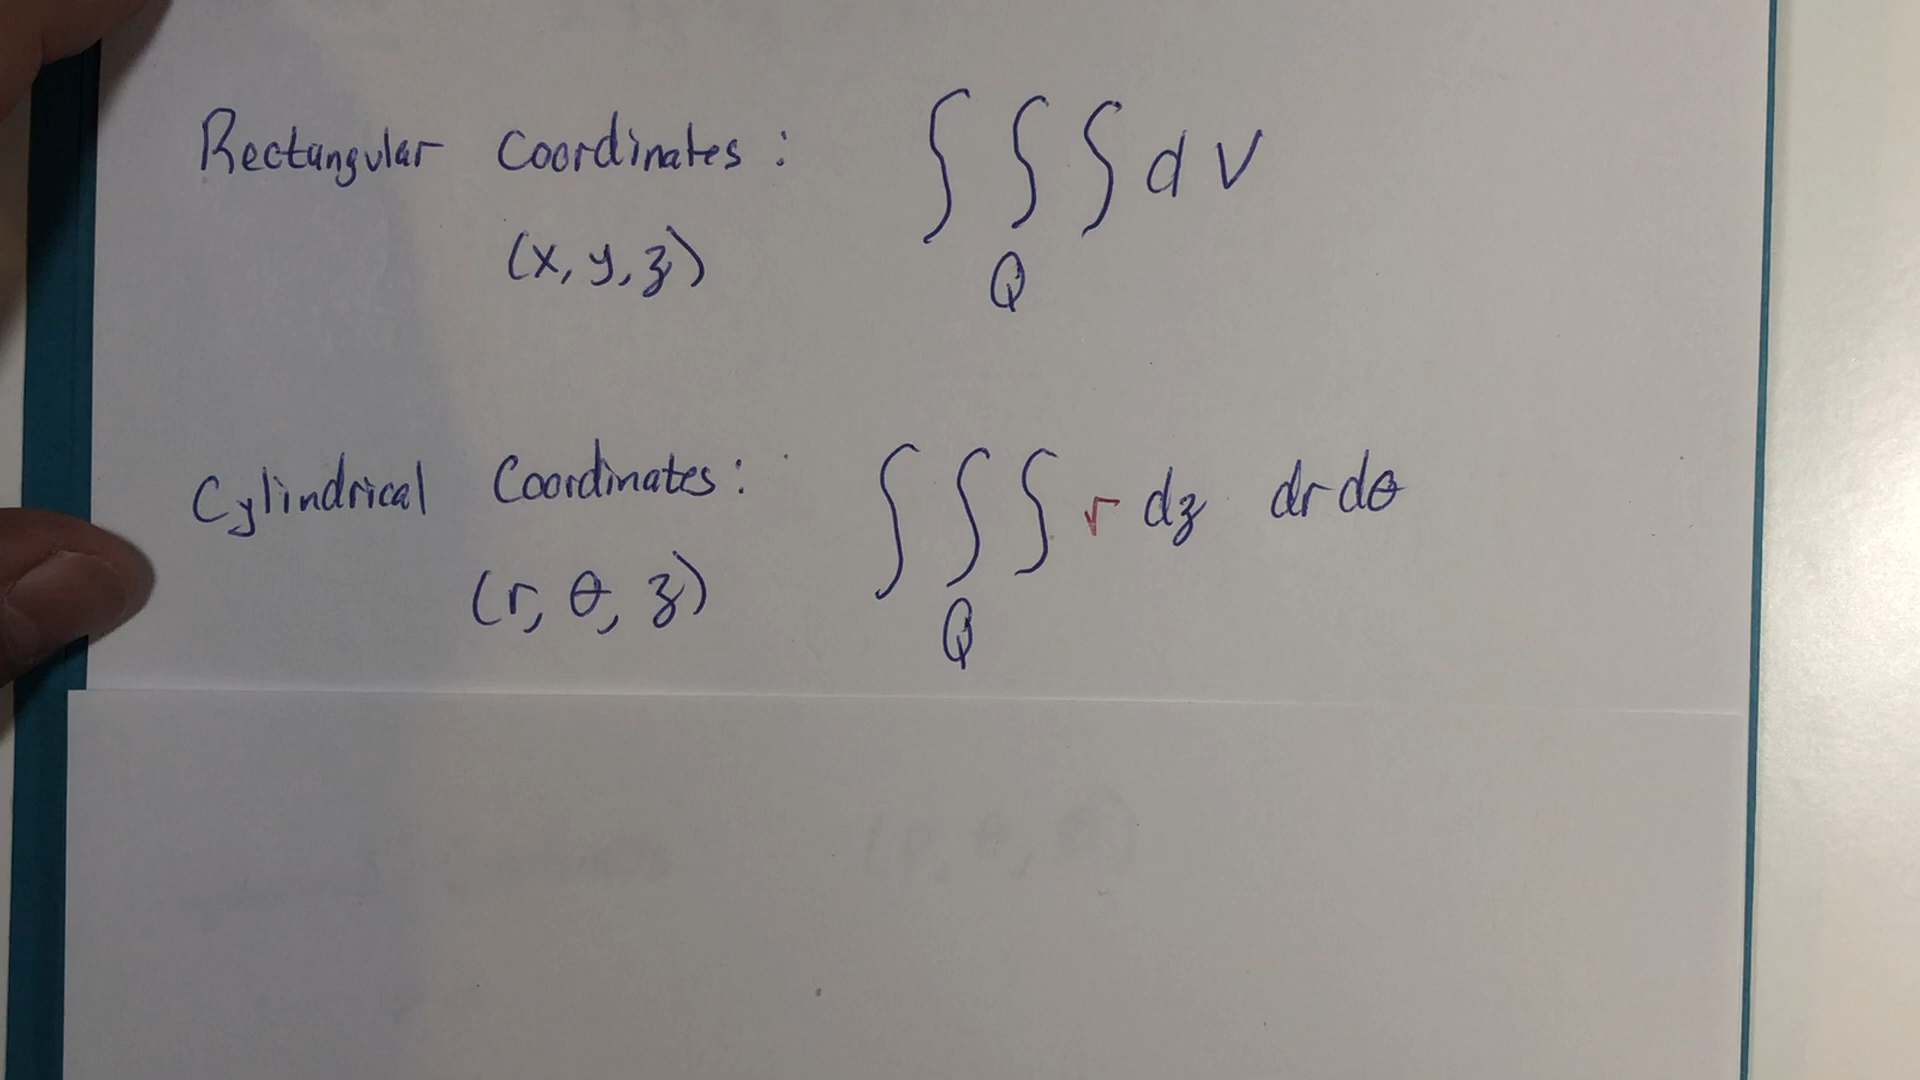 Rectangular Coordinates: ∫∫∫ dV
(x, y, z) Q
Cylindrical Coordinates: ∫∫∫ r dz dr dθ
(r, θ, z) Q